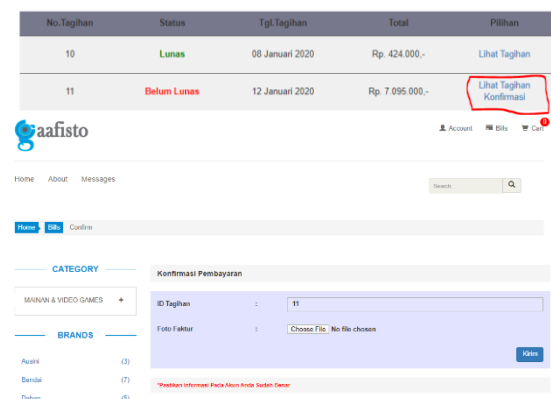 No.Tagihan Status Tgl.Tagihan Total Pilihan
10 Lunas 08 Januari 2020 Rp. 424.000,- Lihat Tagihan
11 Belum Lunas 12 Januari 2020 Rp. 7.095.000,- Lihat Tagihan
Konfirmasi
gaafisto
Account Bills Cart 0
Home About Messages
Search
Home Bills Confirm
CATEGORY
MAINAN & VIDEO GAMES +
BRANDS
Ausini (3)
Bandai (7)
Dabom (5)
Konfirmasi Pembayaran
ID Tagihan : 11
Foto Faktur : Choose File No file chosen
Kirim
*Pastikan Informasi Pada Akun Anda Sudah Benar